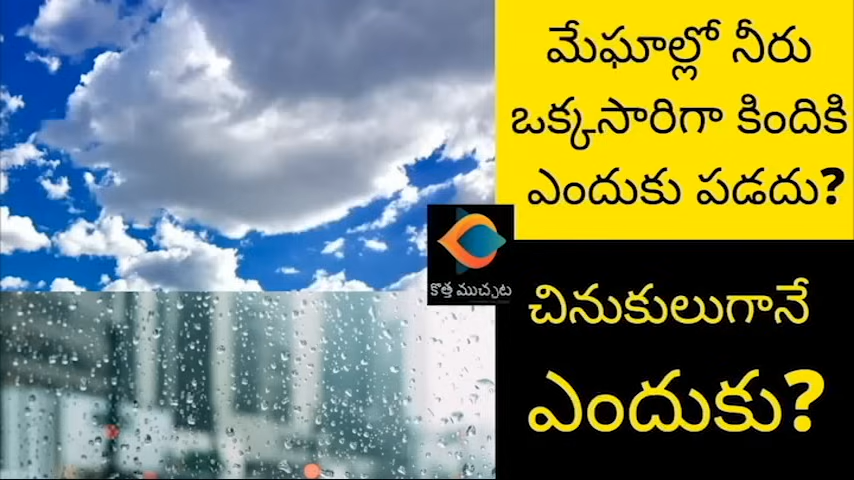 మేఘాల్లో నీరు
ఒక్కసారిగా కిందికి
ఎందుకు పడదు?
కొత్త ముచ్చట
చినుకులుగానే
ఎందుకు?